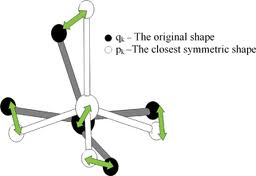 qₖ – The original shape
pₖ –The closest symmetric shape